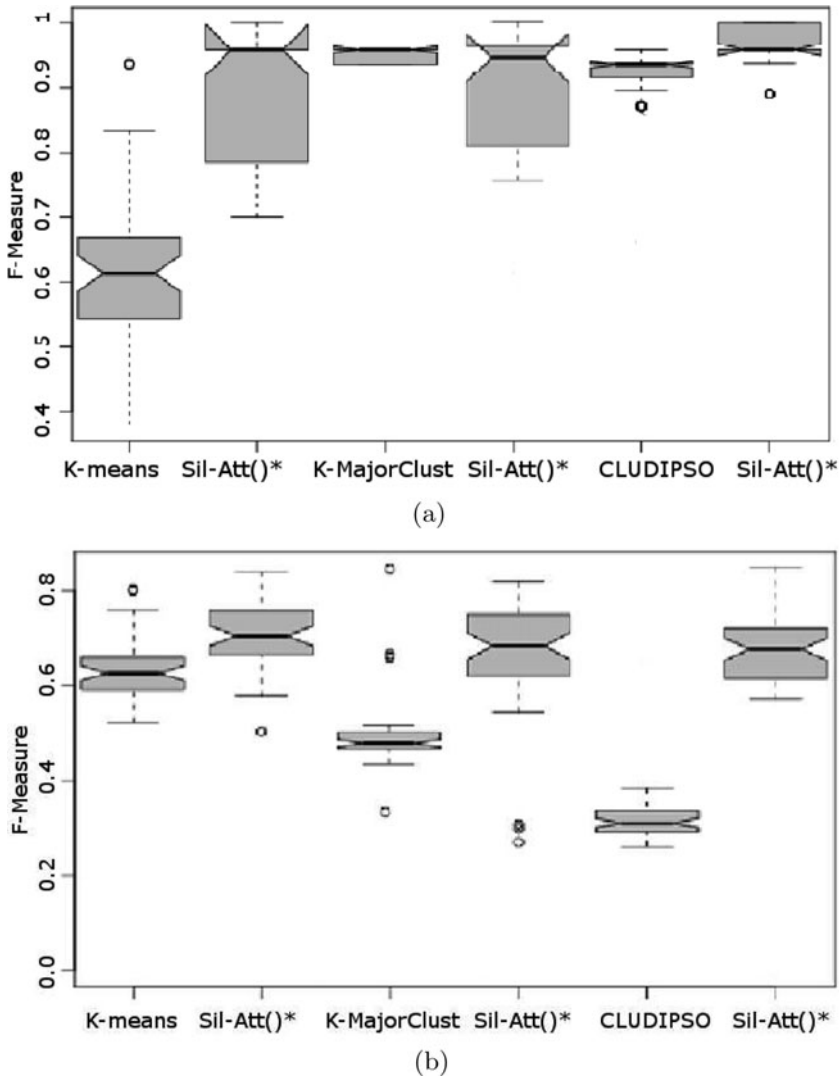 F-Measure
1
0.9
0.8
0.7
0.6
0.5
0.4
K-means Sil-Att()* K-MajorClust Sil-Att()* CLUDIPSO Sil-Att()*
(a)
F-Measure
0.8
0.6
0.4
0.2
0.0
K-means Sil-Att()* K-MajorClust Sil-Att()* CLUDIPSO Sil-Att()*
(b)